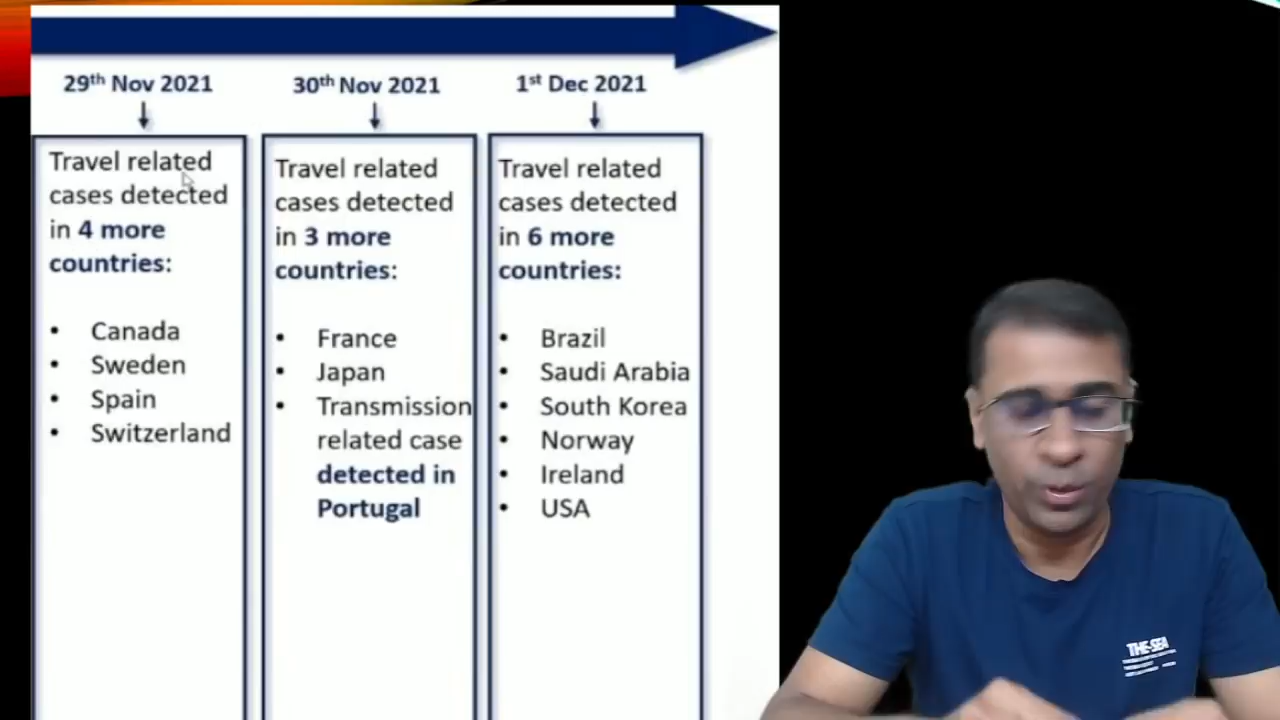 29th Nov 2021
Travel related
cases detected
in 4 more
countries:
• Canada
• Sweden
• Spain
• Switzerland
30th Nov 2021
Travel related
cases detected
in 3 more
countries:
• France
• Japan
• Transmission
related case
detected in
Portugal
1st Dec 2021
Travel related
cases detected
in 6 more
countries:
• Brazil
• Saudi Arabia
• South Korea
• Norway
• Ireland
• USA
THE-SEA